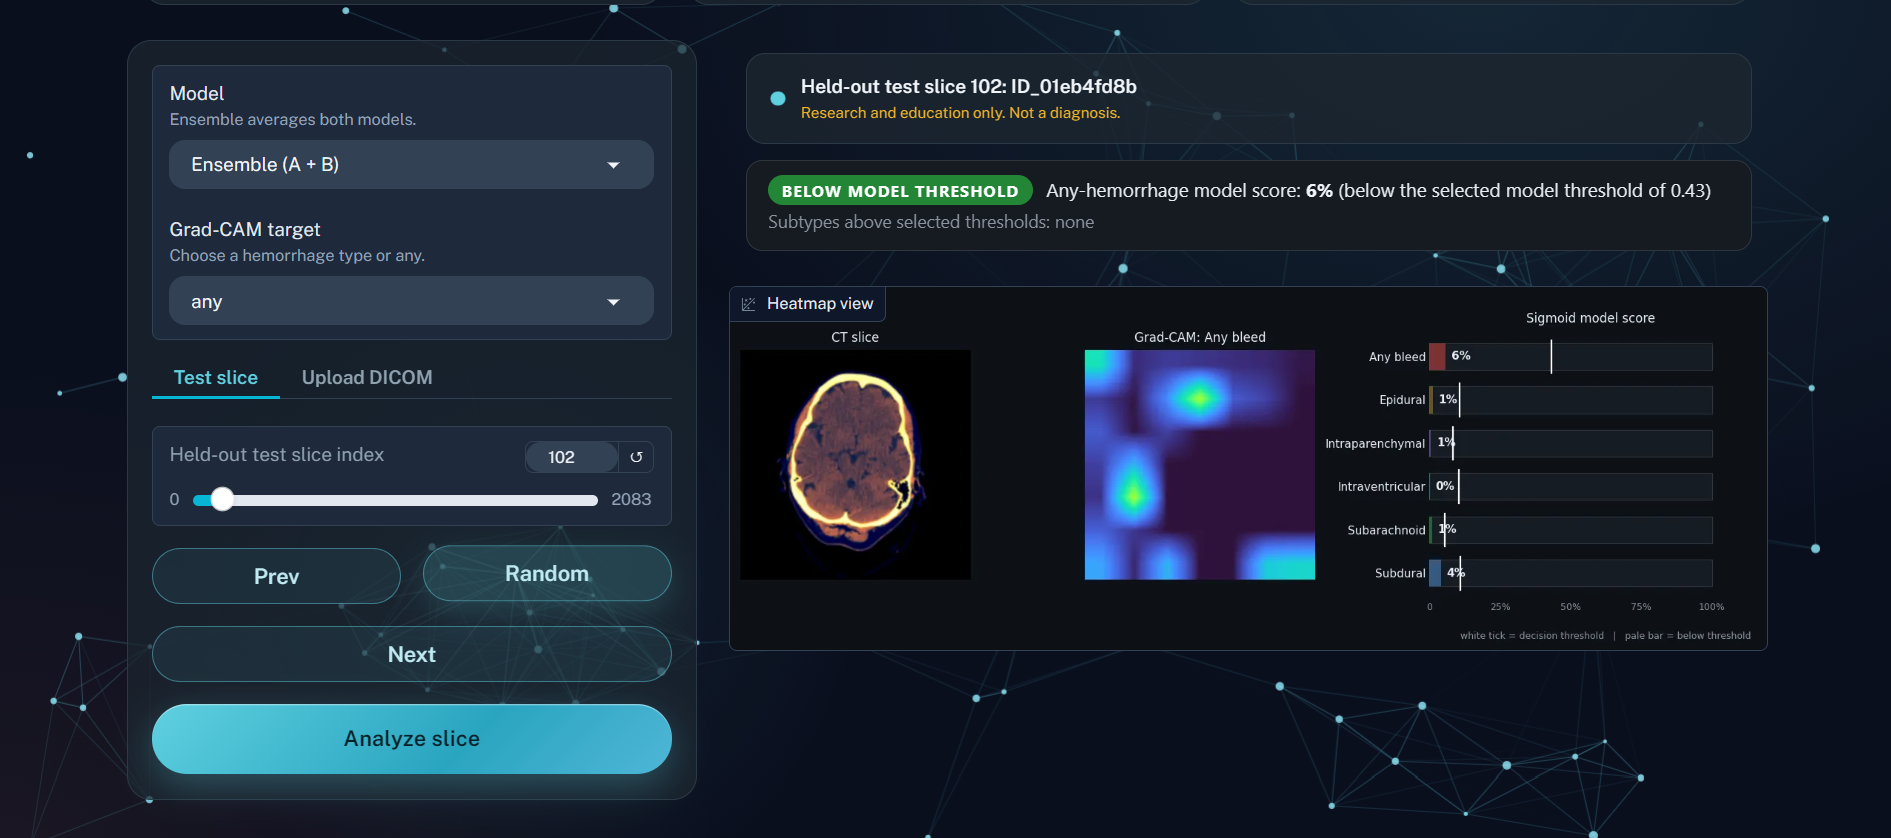 Model
Ensemble averages both models.
Ensemble (A + B)
Grad-CAM target
Choose a hemorrhage type or any.
any
Test slice
Upload DICOM
Held-out test slice index
102
↺
0
2083
Prev
Random
Next
Analyze slice
Held-out test slice 102: ID_01eb4fd8b
Research and education only. Not a diagnosis.
BELOW MODEL THRESHOLD Any-hemorrhage model score: 6% (below the selected model threshold of 0.43)
Subtypes above selected thresholds: none
Heatmap view
CT slice
Grad-CAM: Any bleed
Sigmoid model score
Any bleed 6%
Epidural 1%
Intraparenchymal 1%
Intraventricular 0%
Subarachnoid 1%
Subdural 4%
0 25% 50% 75% 100%
white tick = decision threshold | pale bar = below threshold